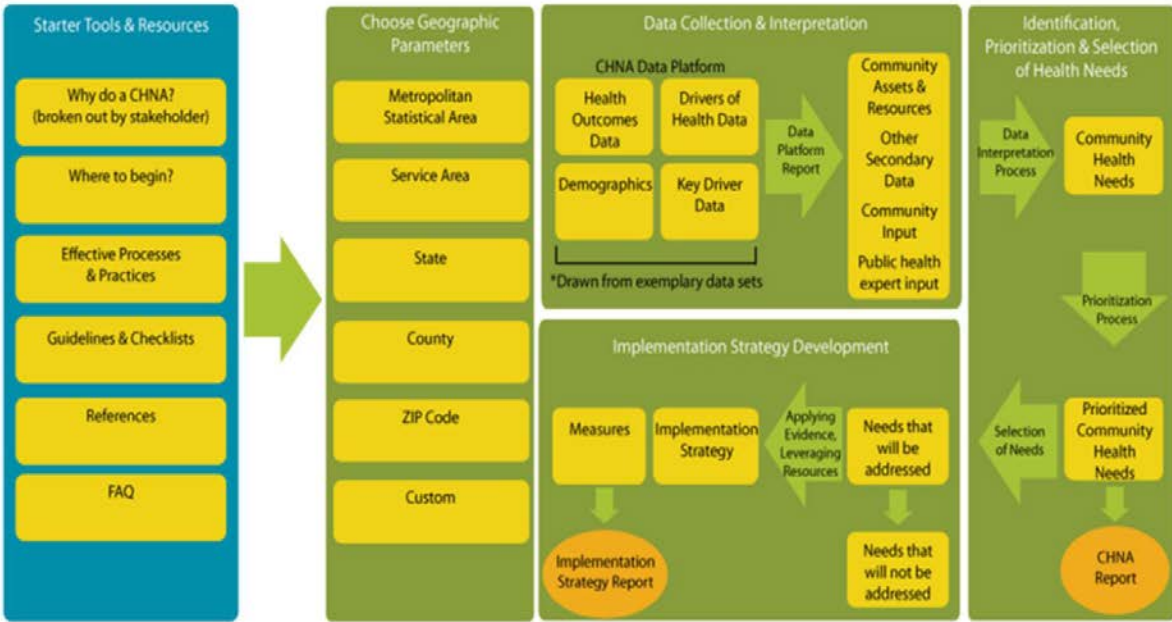 Starter Tools & Resources
Why do a CHNA?
(broken out by stakeholder)
Where to begin?
Effective Processes
& Practices
Guidelines & Checklists
References
FAQ
Choose Geographic
Parameters
Metropolitan
Statistical Area
Service Area
State
County
ZIP Code
Custom
Data Collection & Interpretation
CHNA Data Platform
Health
Outcomes
Data
Drivers of
Health Data
Demographics
Key Driver
Data
*Drawn from exemplary data sets
Data
Platform
Report
Community
Assets &
Resources
Other
Secondary
Data
Community
Input
Public health
expert input
Data
Interpretation
Process
Identification,
Prioritization & Selection
of Health Needs
Community
Health
Needs
Prioritization
Process
Prioritized
Community
Health
Needs
CHNA
Report
Selection
of Needs
Implementation Strategy Development
Needs that
will be
addressed
Needs that
will not be
addressed
Applying
Evidence,
Leveraging
Resources
Implementation
Strategy
Measures
Implementation
Strategy Report